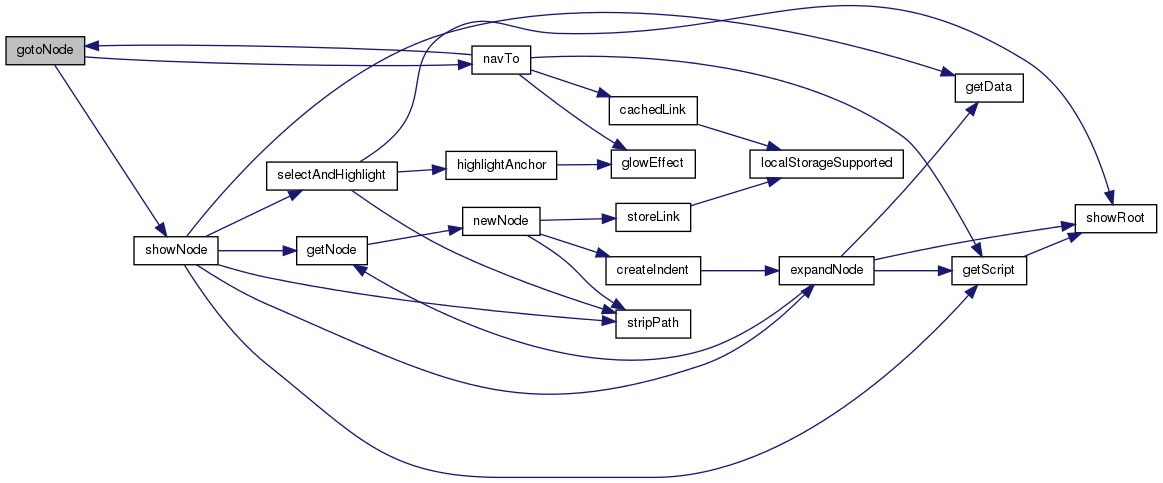 gotoNode
navTo
getData
cachedLink
glowEffect
localStorageSupported
highlightAnchor
selectAndHighlight
newNode
storeLink
showRoot
showNode
getNode
createIndent
expandNode
getScript
stripPath